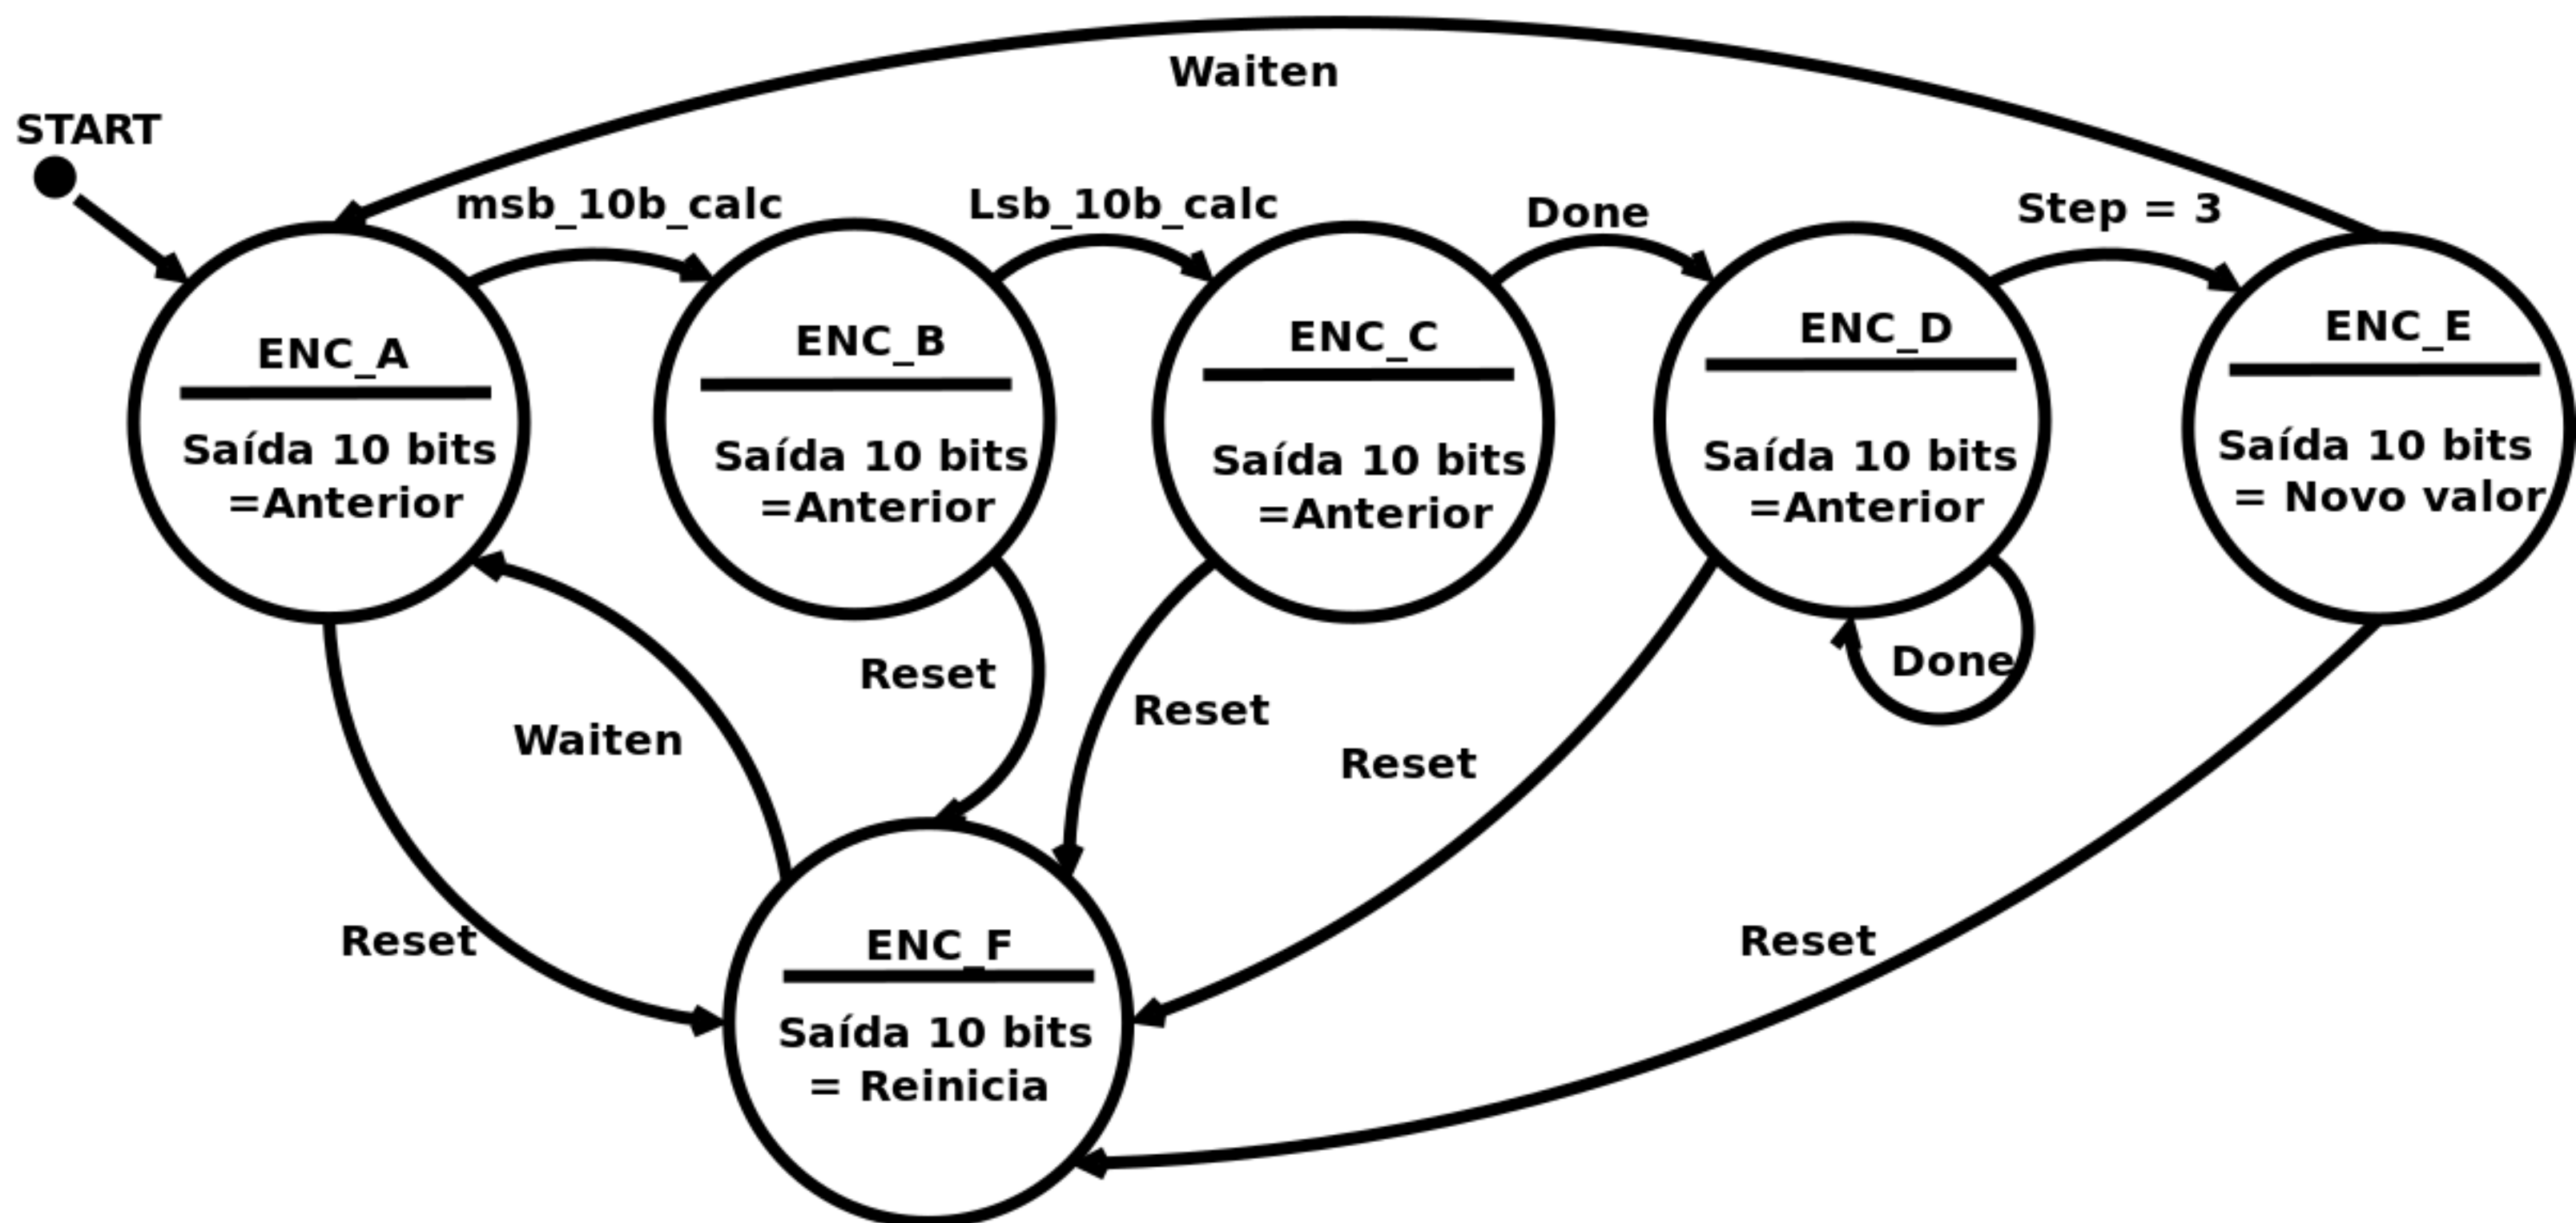 Waiten
START
msb_10b_calc
Lsb_10b_calc
Done
Step = 3
ENC_A
Saída 10 bits
=Anterior
ENC_B
Saída 10 bits
=Anterior
ENC_C
Saída 10 bits
=Anterior
ENC_D
Saída 10 bits
=Anterior
ENC_E
Saída 10 bits
= Novo valor
Waiten
Reset
Reset
Reset
Done
Reset
Reset
ENC_F
Saída 10 bits
= Reinicia